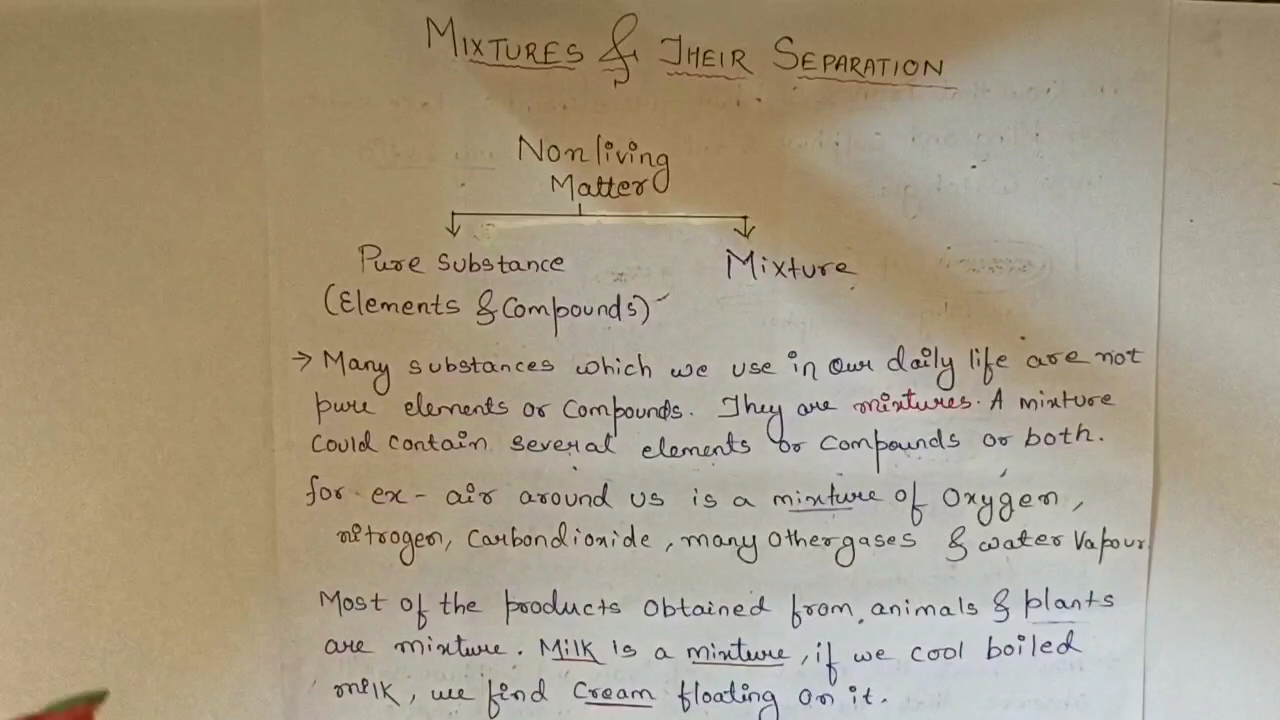 MIXTURES & THEIR SEPARATION
Non living
Matter
Pure Substance
Mixture
(Elements & Compounds)
→ Many substances which we use in our daily life are not
pure elements or compounds. They are mixtures. A mixture
could contain several elements or compounds or both.
for ex - air around us is a mixture of Oxygen,
nitrogen, Carbondioxide, many other gases & water Vapour
Most of the products obtained from animals & plants
are mixture. Milk is a mixture, if we cool boiled
milk, we find Cream floating on it.